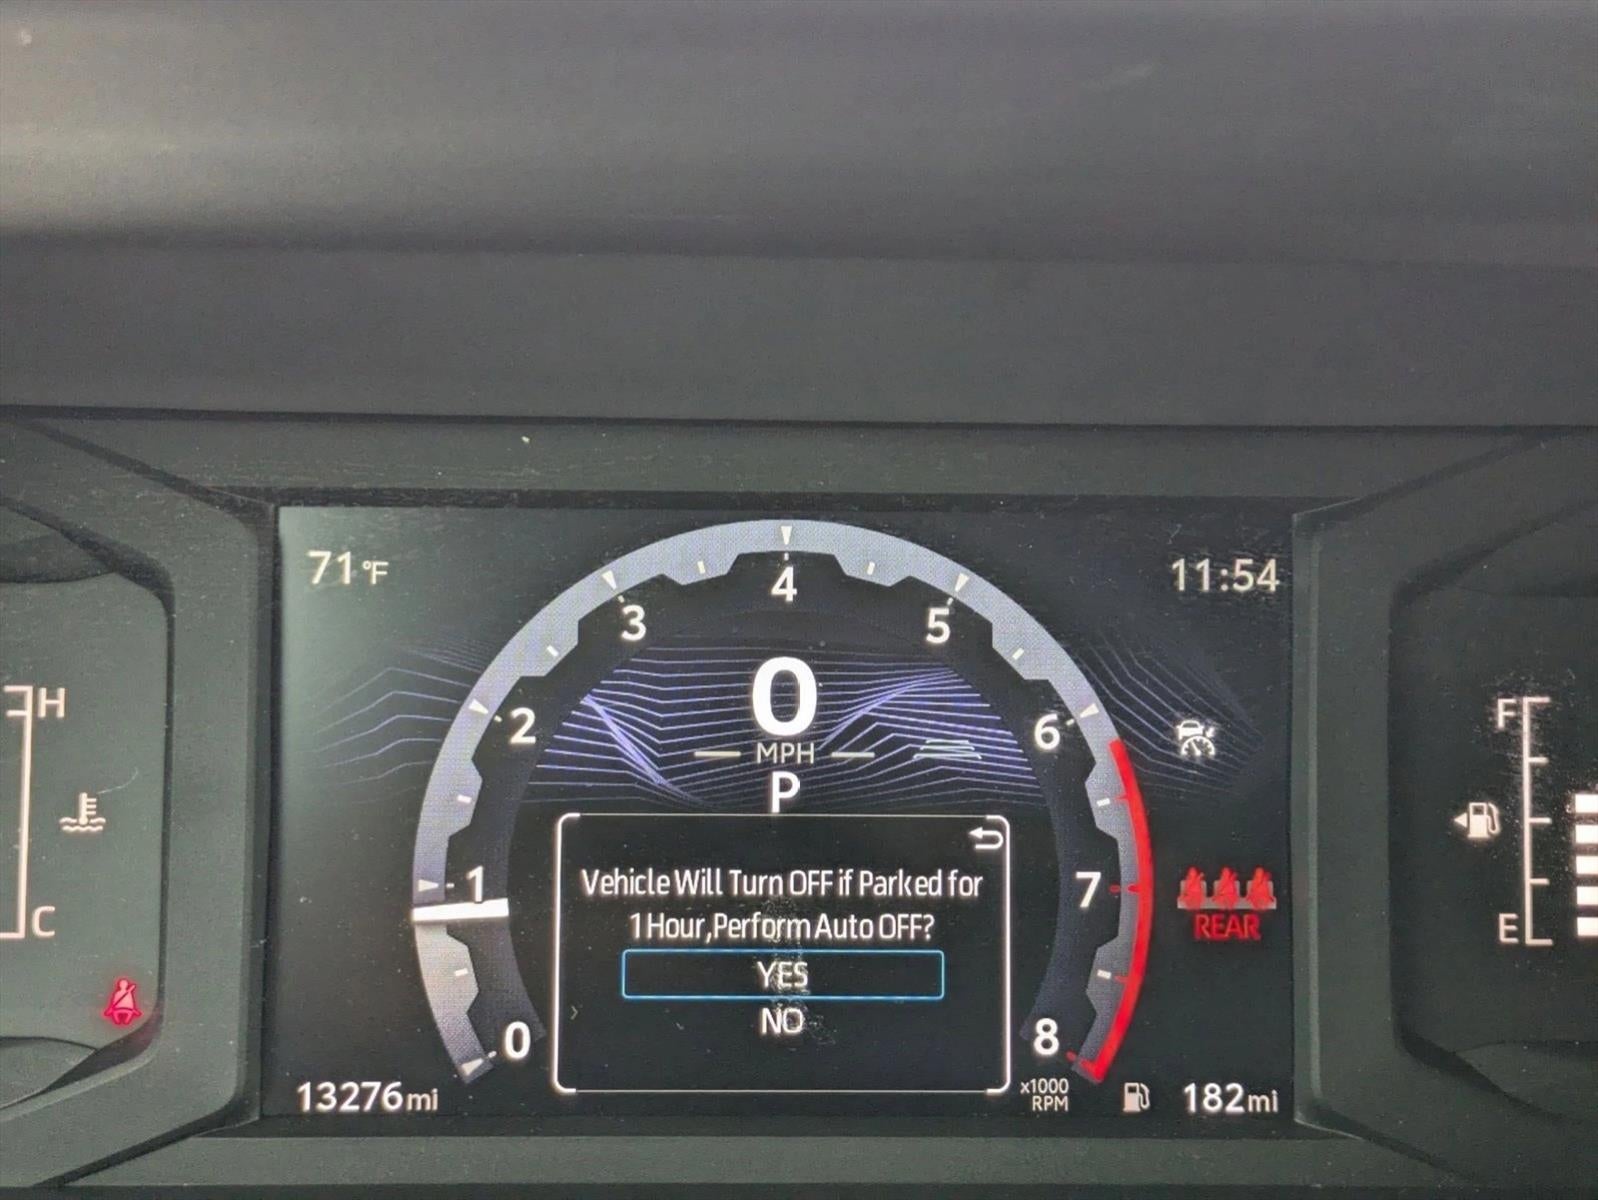 71°F
11:54
4
3
5
2
6
0
MPH
P
H
F
1
7
C
E
REAR
Vehicle Will Turn OFF if Parked for
1 Hour,Perform Auto OFF?
YES
NO
0
8
x1000
RPM
13276mi
182mi